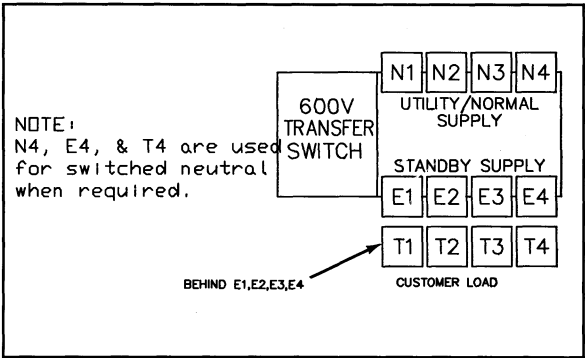 N1 N2 N3 N4
UTILITY/NORMAL
SUPPLY
600V
TRANSFER
SWITCH
NOTE:
N4, E4, & T4 are used
for switched neutral
when required.
STANDBY SUPPLY
E1 E2 E3 E4
T1 T2 T3 T4
BEHIND E1,E2,E3,E4
CUSTOMER LOAD